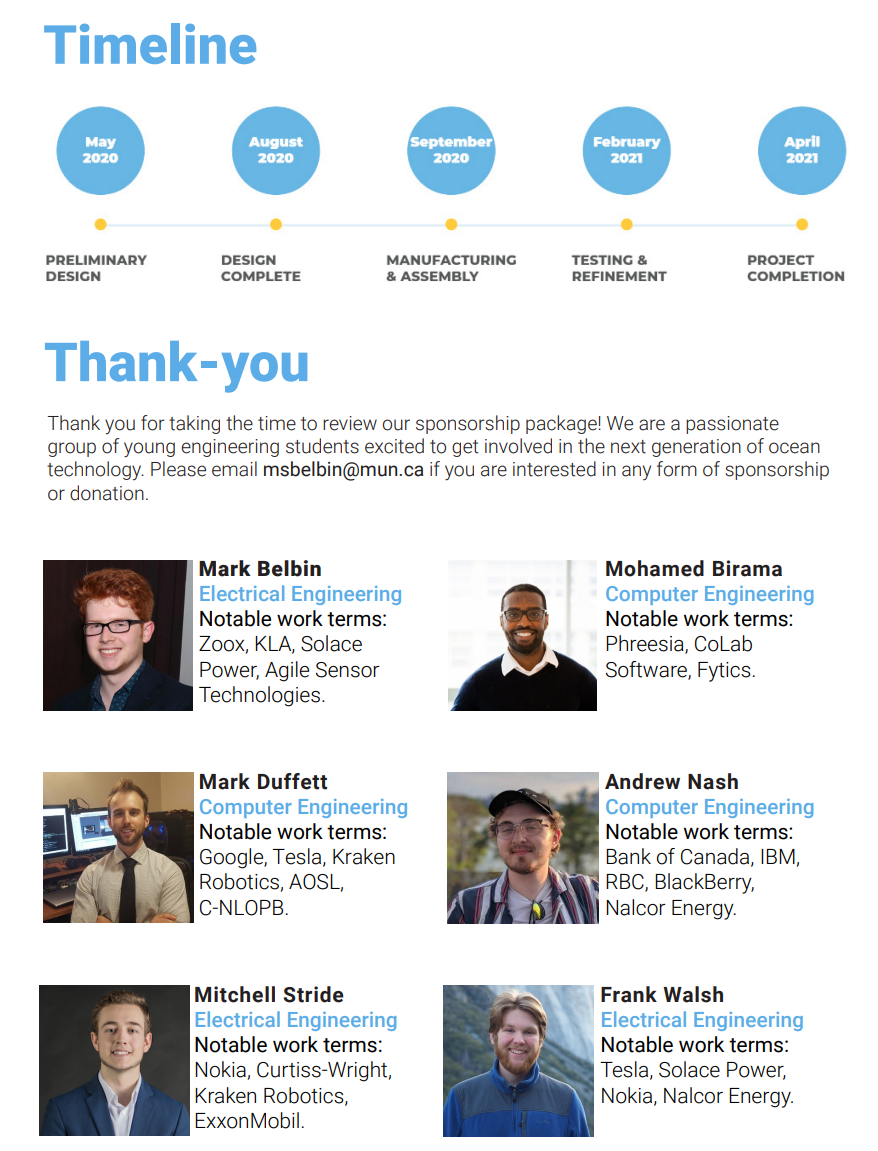 Timeline
May
2020
August
2020
September
2020
February
2021
April
2021
PRELIMINARY
DESIGN
DESIGN
COMPLETE
MANUFACTURING
& ASSEMBLY
TESTING &
REFINEMENT
PROJECT
COMPLETION
Thank-you
Thank you for taking the time to review our sponsorship package! We are a passionate
group of young engineering students excited to get involved in the next generation of ocean
technology. Please email msbelbin@mun.ca if you are interested in any form of sponsorship
or donation.
Mark Belbin
Electrical Engineering
Notable work terms:
Zoox, KLA, Solace
Power, Agile Sensor
Technologies.
Mohamed Birama
Computer Engineering
Notable work terms:
Phreesia, CoLab
Software, Fytics.
Mark Duffett
Computer Engineering
Notable work terms:
Google, Tesla, Kraken
Robotics, AOSL,
C-NLOPB.
Andrew Nash
Computer Engineering
Notable work terms:
Bank of Canada, IBM,
RBC, BlackBerry,
Nalcor Energy.
Mitchell Stride
Electrical Engineering
Notable work terms:
Nokia, Curtiss-Wright,
Kraken Robotics,
ExxonMobil.
Frank Walsh
Electrical Engineering
Notable work terms:
Tesla, Solace Power,
Nokia, Nalcor Energy.